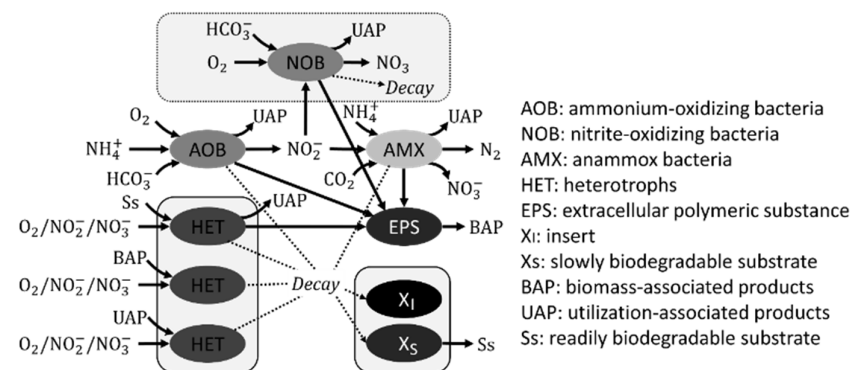 HCO₃⁻ UAP
O₂ NOB NO₃
Decay
O₂ UAP NH₄⁺ UAP
NH₄⁺ AOB NO₂⁻ AMX N₂
HCO₃⁻ CO₂ NO₃⁻
Ss UAP
O₂/NO₂⁻/NO₃⁻ HET EPS BAP
BAP
O₂/NO₂⁻/NO₃⁻ HET Decay X_I
UAP
O₂/NO₂⁻/NO₃⁻ HET X_S Ss
AOB: ammonium-oxidizing bacteria
NOB: nitrite-oxidizing bacteria
AMX: anammox bacteria
HET: heterotrophs
EPS: extracellular polymeric substance
Xı: insert
Xs: slowly biodegradable substrate
BAP: biomass-associated products
UAP: utilization-associated products
Ss: readily biodegradable substrate